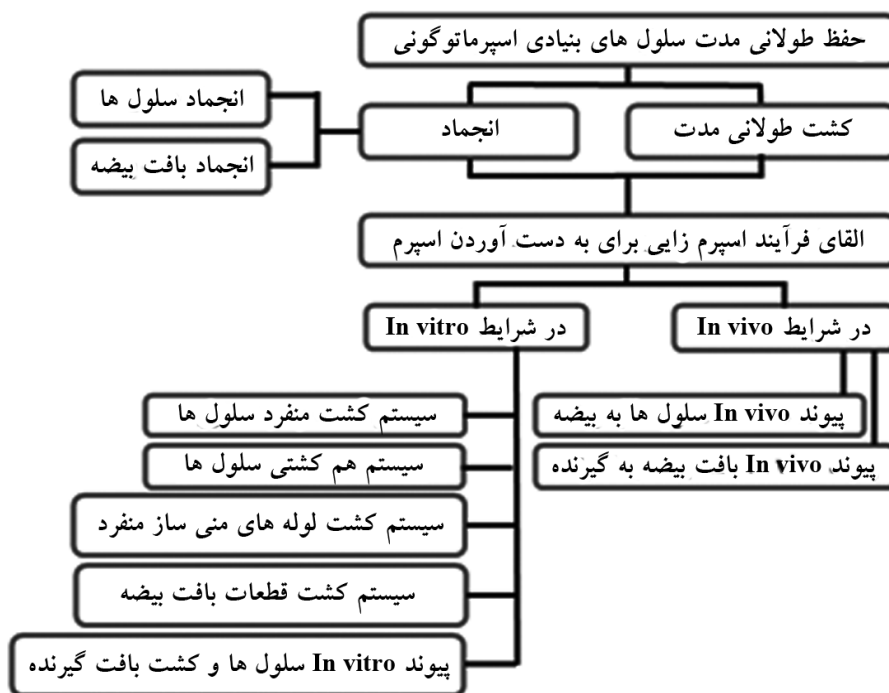 حفظ طولانی مدت سلول های بنیادی اسپرماتوگونی
کشت طولانی مدت
انجماد
انجماد سلول ها
انجماد بافت بیضه
القای فرآیند اسپرم زایی برای به دست آوردن اسپرم
در شرایط In vivo
در شرایط In vitro
پیوند In vivo سلول ها به بیضه
پیوند In vivo بافت بیضه به گیرنده
سیستم کشت منفرد سلول ها
سیستم هم کشتی سلول ها
سیستم کشت لوله های منی ساز منفرد
سیستم کشت قطعات بافت بیضه
پیوند In vitro سلول ها و کشت بافت گیرنده